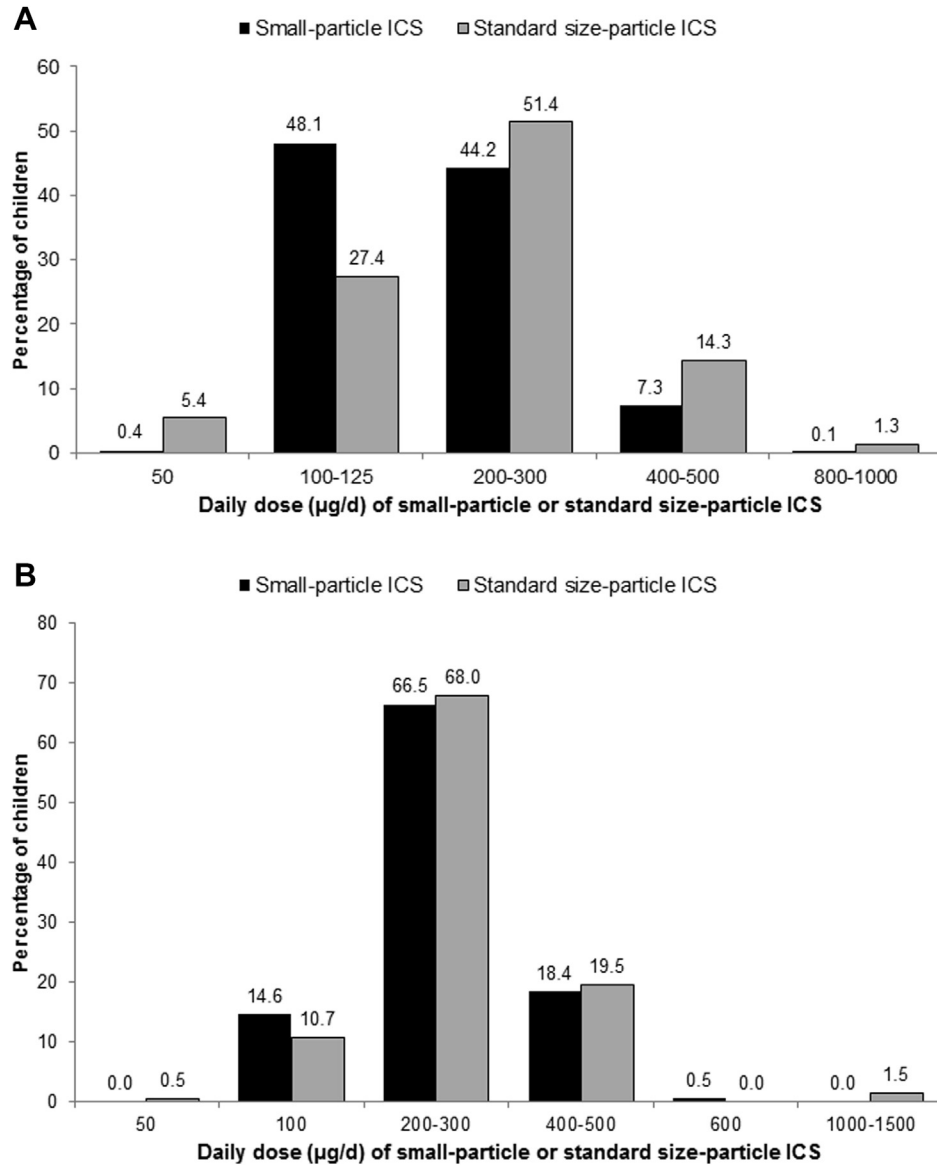 A
Small-particle ICS Standard size-particle ICS
Percentage of children
60
50
40
30
20
10
0
0.4 5.4 48.1 27.4 44.2 51.4 7.3 14.3 0.1 1.3
50 100-125 200-300 400-500 800-1000
Daily dose (µg/d) of small-particle or standard size-particle ICS
B
Small-particle ICS Standard size-particle ICS
Percentage of children
80
70
60
50
40
30
20
10
0
0.0 0.5 14.6 10.7 66.5 68.0 18.4 19.5 0.5 0.0 0.0 1.5
50 100 200-300 400-500 600 1000-1500
Daily dose (µg/d) of small-particle or standard size-particle ICS